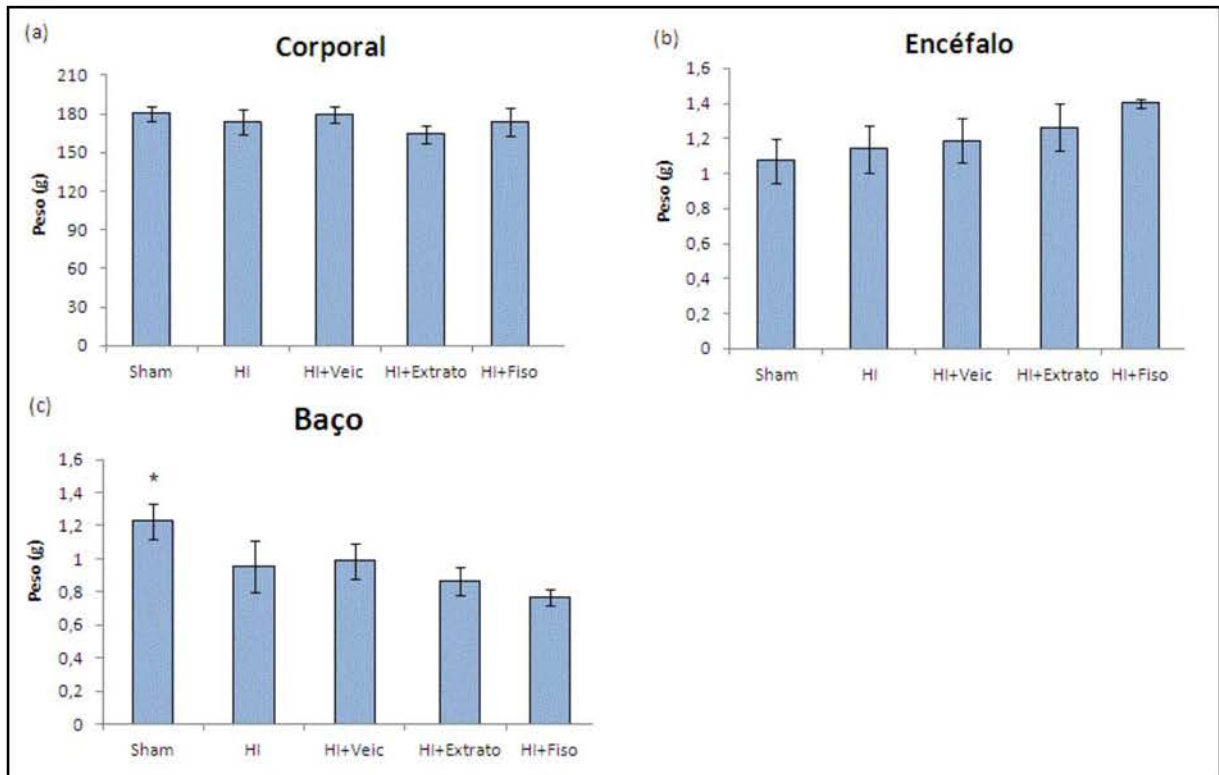 (a)
Corporal
Peso (g)
210
180
150
120
90
60
30
0
Sham HI HI+Veic HI+Extrato HI+Fiso
(b)
Encéfalo
Peso (g)
1,6
1,4
1,2
1
0,8
0,6
0,4
0,2
0
Sham HI HI+Veic HI+Extrato HI+Fiso
(c)
Baço
Peso (g)
1,6
1,4
1,2
1
0,8
0,6
0,4
0,2
0
*
Sham HI HI+Veic HI+Extrato HI+Fiso